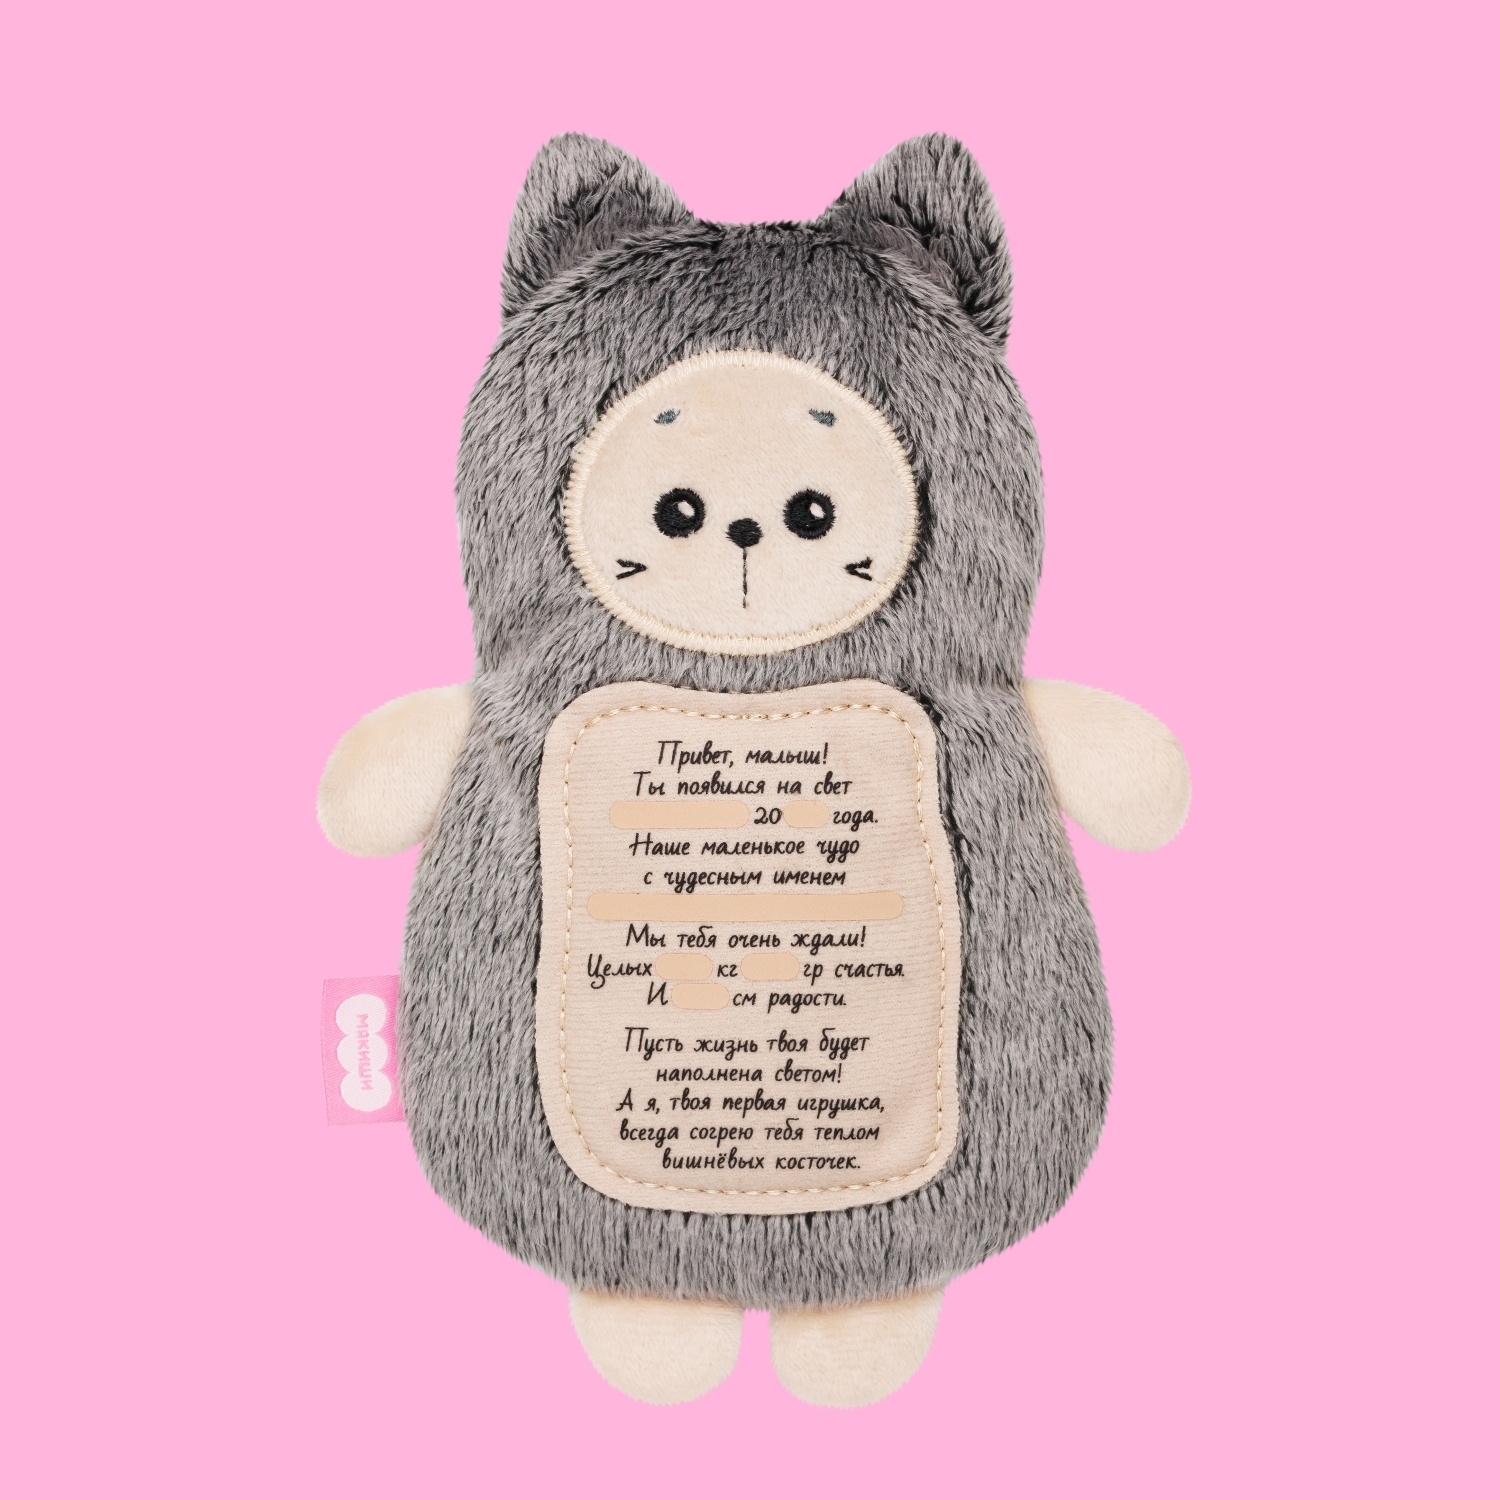 Привет, малыш!
Ты появился на свет
20 года.
Наше маленькое чудо
с чудесным именем
Мы тебя очень ждали!
Целых кг гр счастья.
И см радости.
Пусть жизнь твоя будет
наполнена светом!
А я, твоя первая игрушка,
всегда согрею тебя теплом
вишнёвых косточек.
мякиши